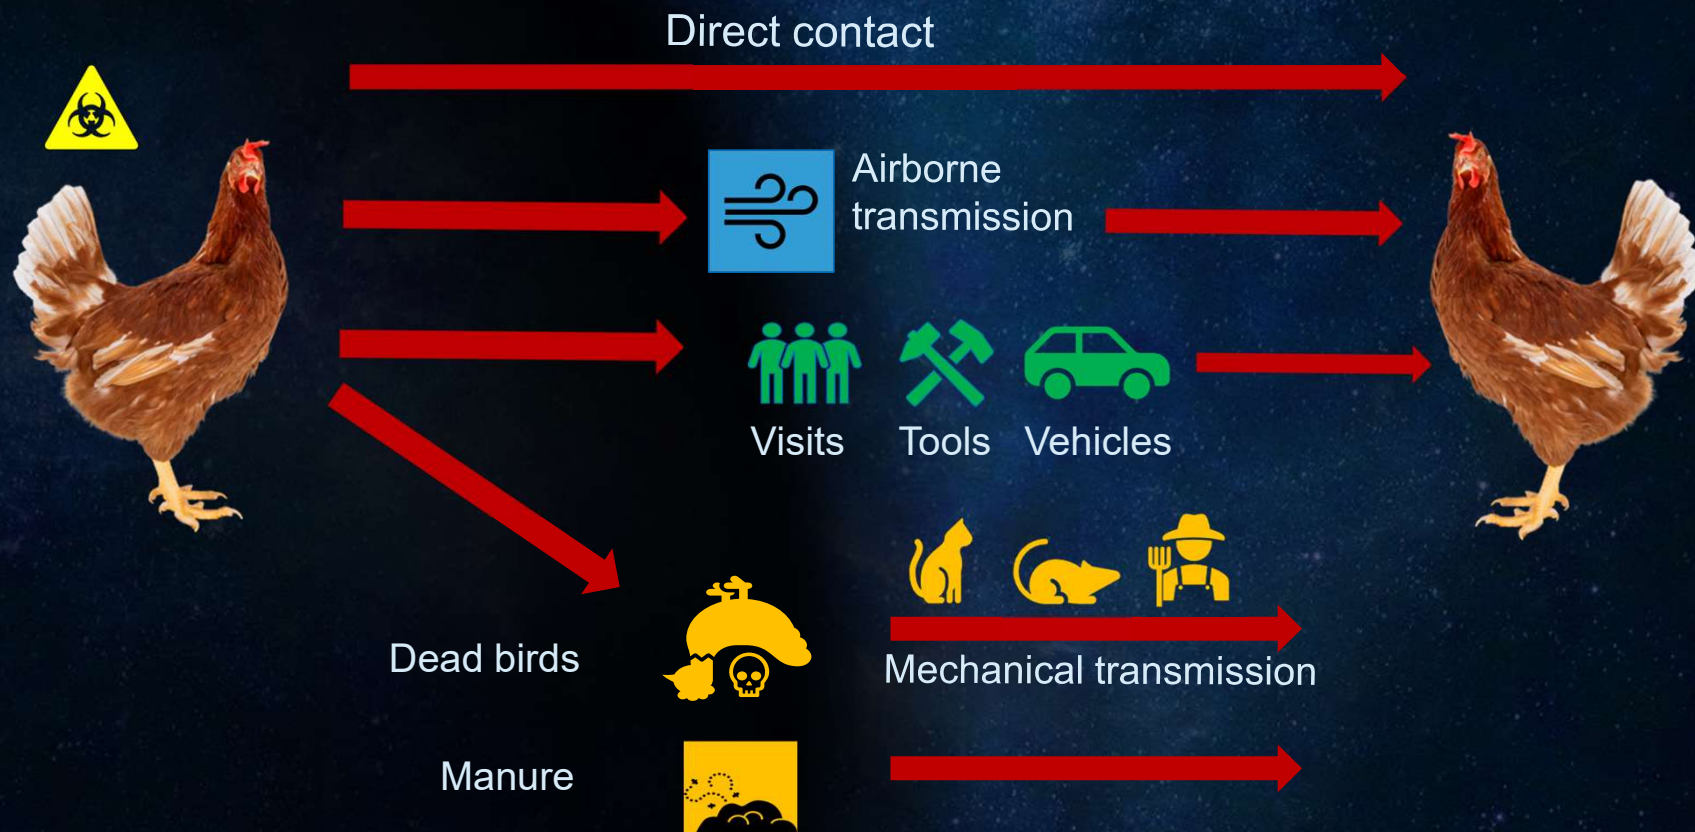 Direct contact
Airborne
transmission
Visits
Tools
Vehicles
Dead birds
Mechanical transmission
Manure